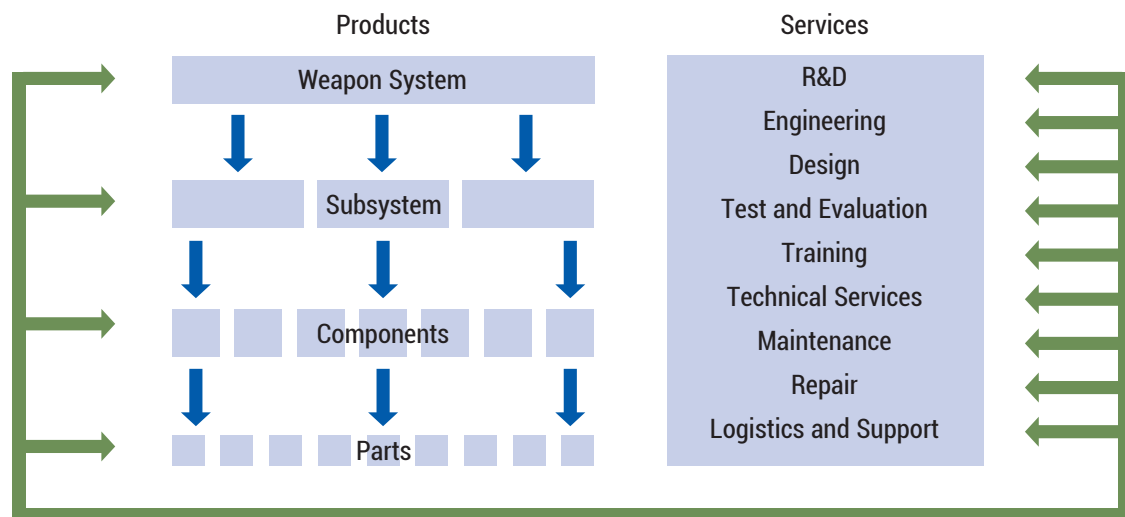 Products
Weapon System
Subsystem
Components
Parts
Services
R&D
Engineering
Design
Test and Evaluation
Training
Technical Services
Maintenance
Repair
Logistics and Support